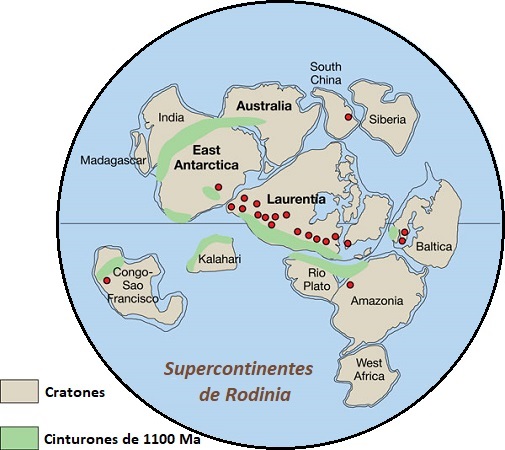 South
China
Siberia
Australia
India
East
Antarctica
Madagascar
Laurentia
Baltica
Kalahari
Congo-
Sao
Francisco
Rio
Plato
Amazonia
West
Africa
Supercontinentes
de Rodinia
Cratones
Cinturones de 1100 Ma